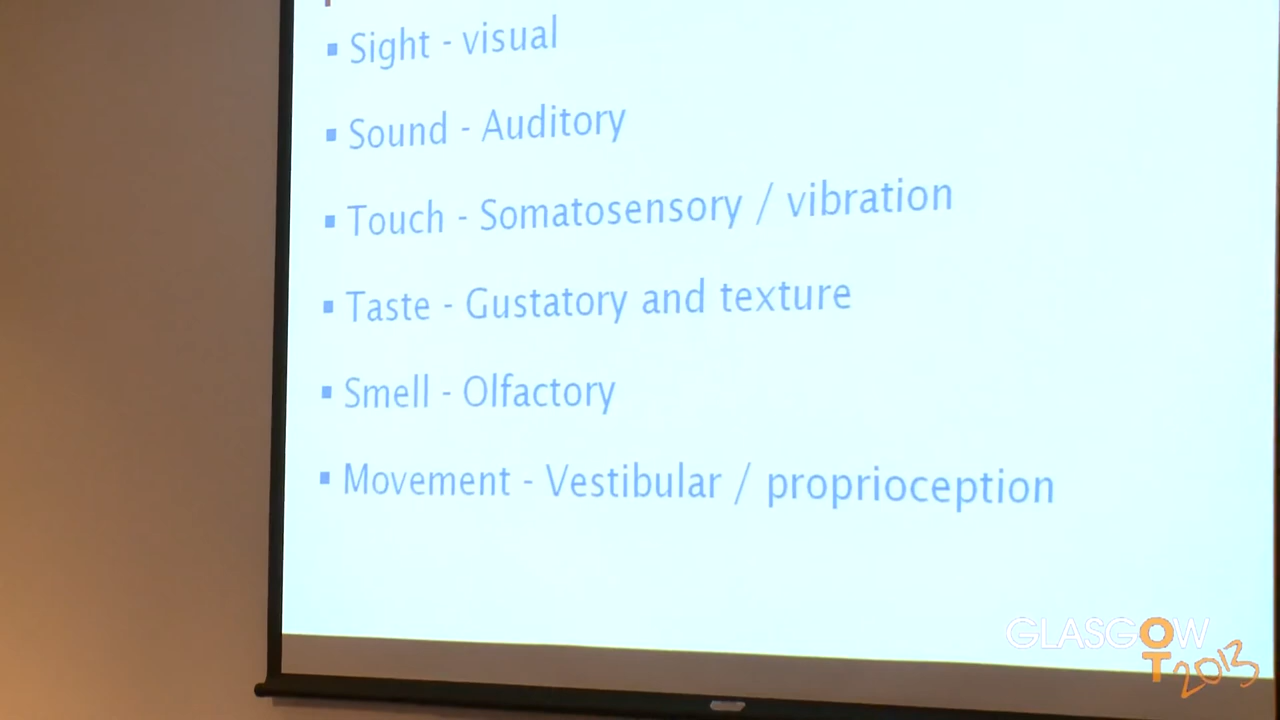 ▪ Sight - visual
▪ Sound - Auditory
▪ Touch - Somatosensory / vibration
▪ Taste - Gustatory and texture
▪ Smell - Olfactory
▪ Movement - Vestibular / proprioception
GLASGOW
OT 2013